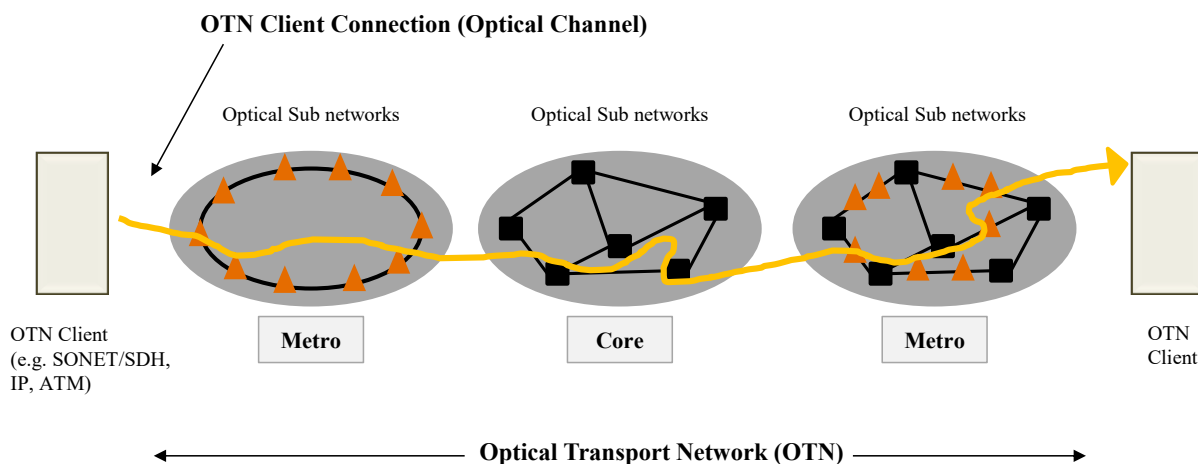 OTN Client Connection (Optical Channel)
Optical Sub networks
Optical Sub networks
Optical Sub networks
OTN Client
(e.g. SONET/SDH,
IP, ATM)
Metro
Core
Metro
OTN
Client
Optical Transport Network (OTN)